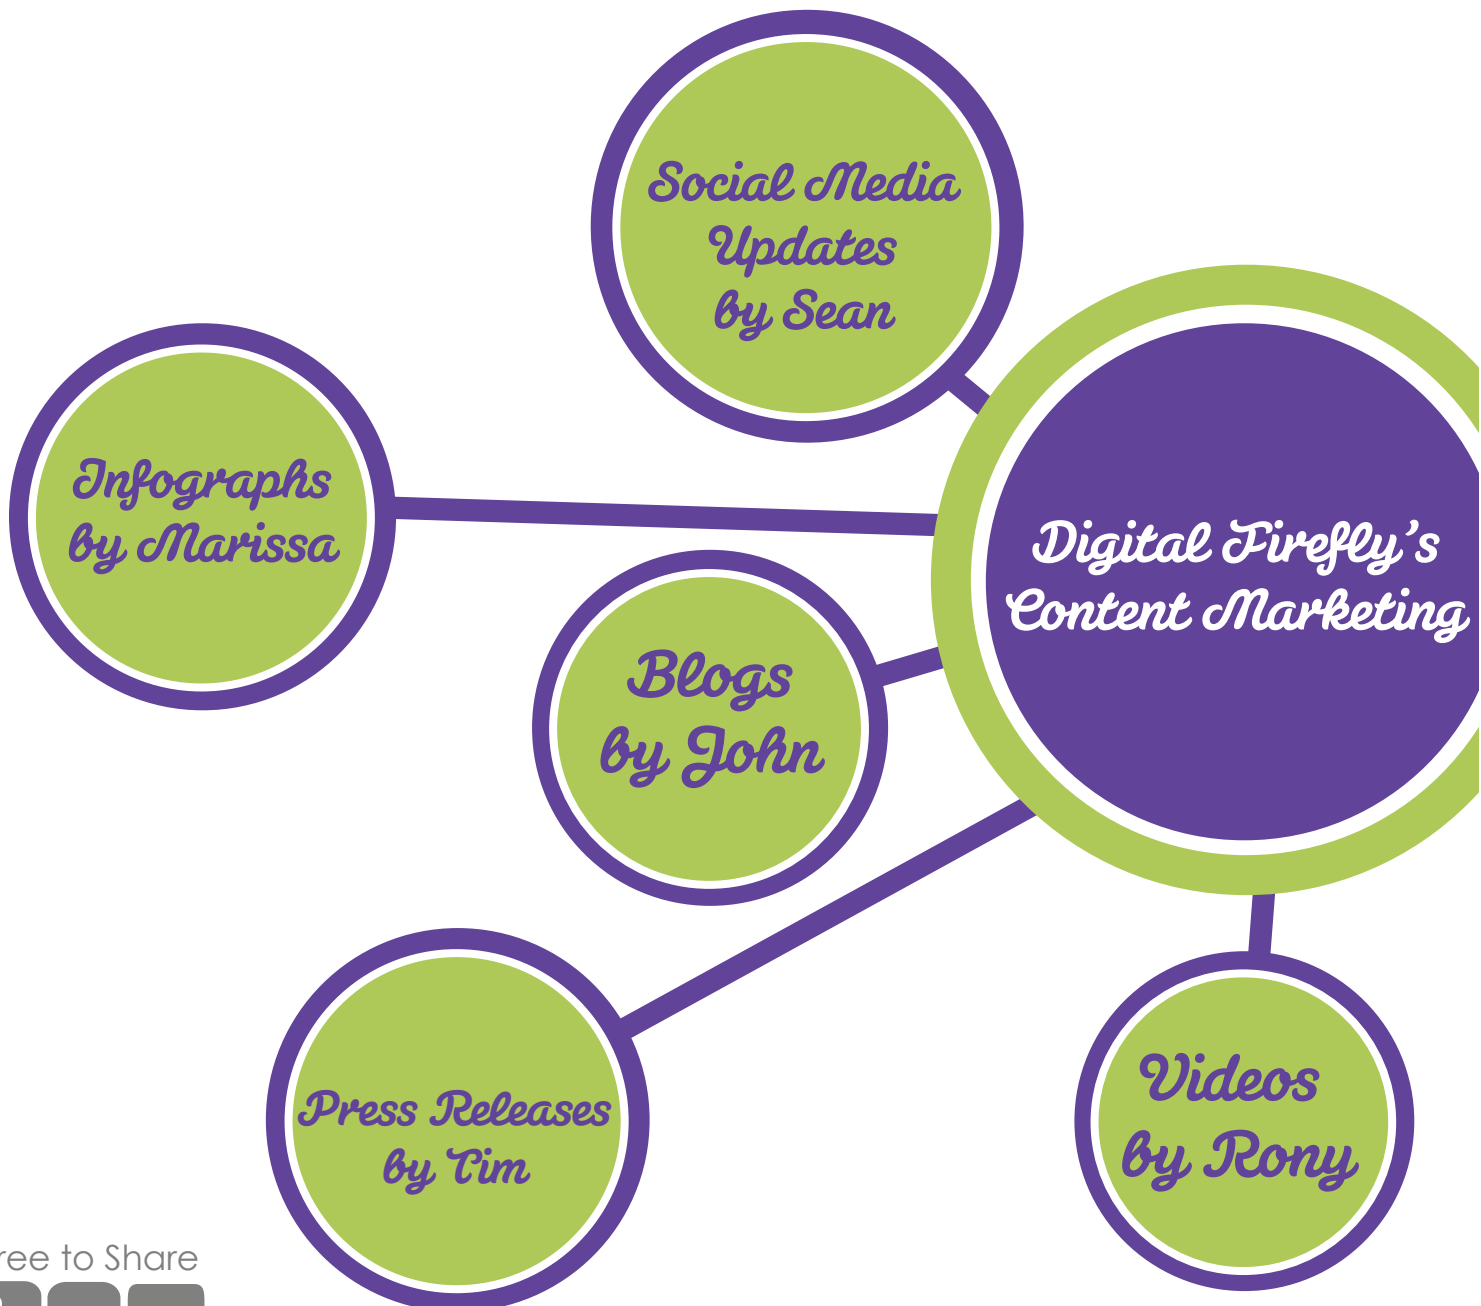 Social Media
Updates
by Sean
Infographs
by Marissa
Digital Firefly's
Content Marketing
Blogs
by John
Press Releases
by Tim
Videos
by Rony
ree to Share